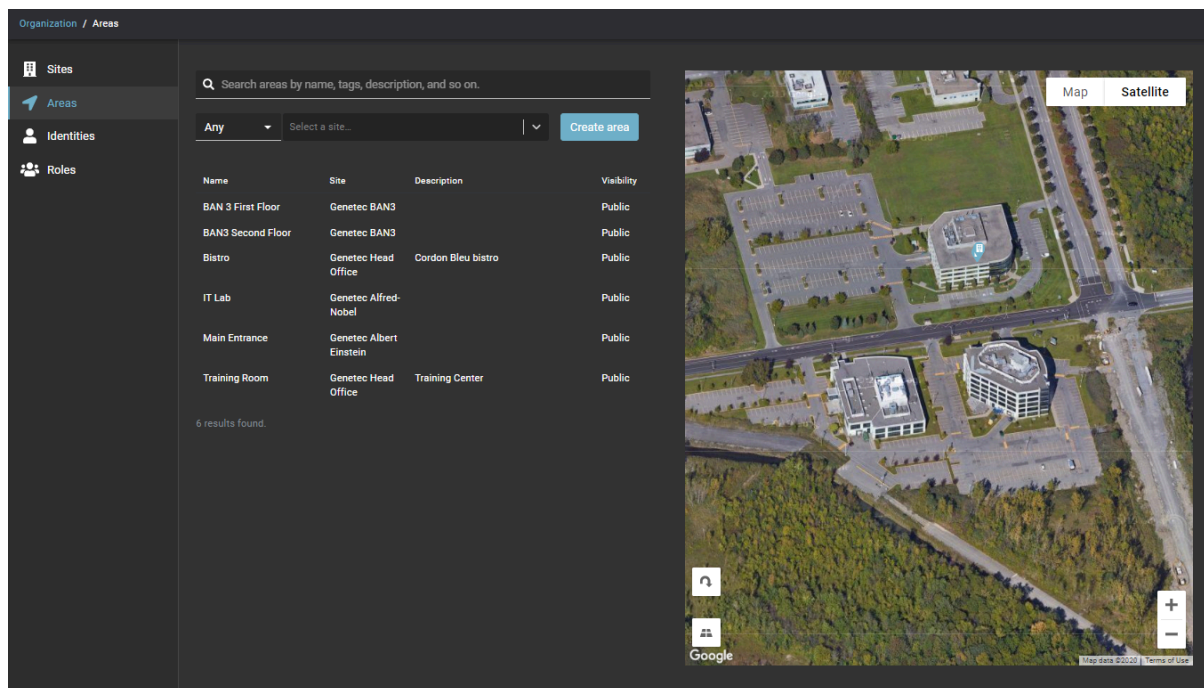 Organization / Areas
Sites
Areas
Identities
Roles
Search areas by name, tags, description, and so on.
Any
Select a site...
Create area
Name Site Description Visibility
BAN 3 First Floor Genetec BAN3 Public
BAN3 Second Floor Genetec BAN3 Public
Bistro Genetec Head Cordon Bleu bistro Public
Office
IT Lab Genetec Alfred- Public
Nobel
Main Entrance Genetec Albert Public
Einstein
Training Room Genetec Head Training Center Public
Office
6 results found.
Map Satellite
+
−
Google
Map data ©2020 Terms of Use